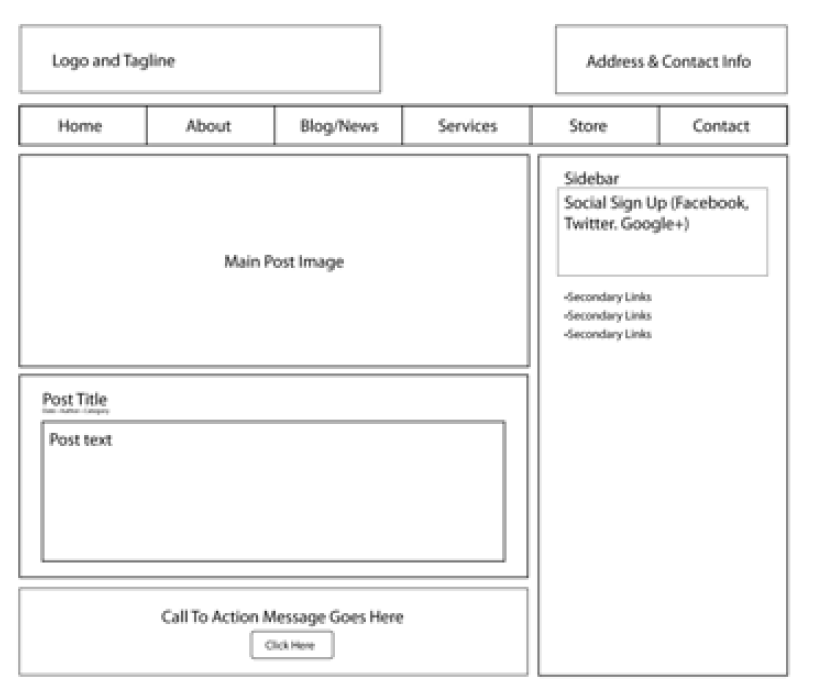 Logo and Tagline
Address & Contact Info
Home
About
Blog/News
Services
Store
Contact
Main Post Image
Sidebar
Social Sign Up (Facebook,
Twitter. Google+)
•Secondary Links
•Secondary Links
•Secondary Links
Post Title
Date • Author • Category
Post text
Call To Action Message Goes Here
Click Here